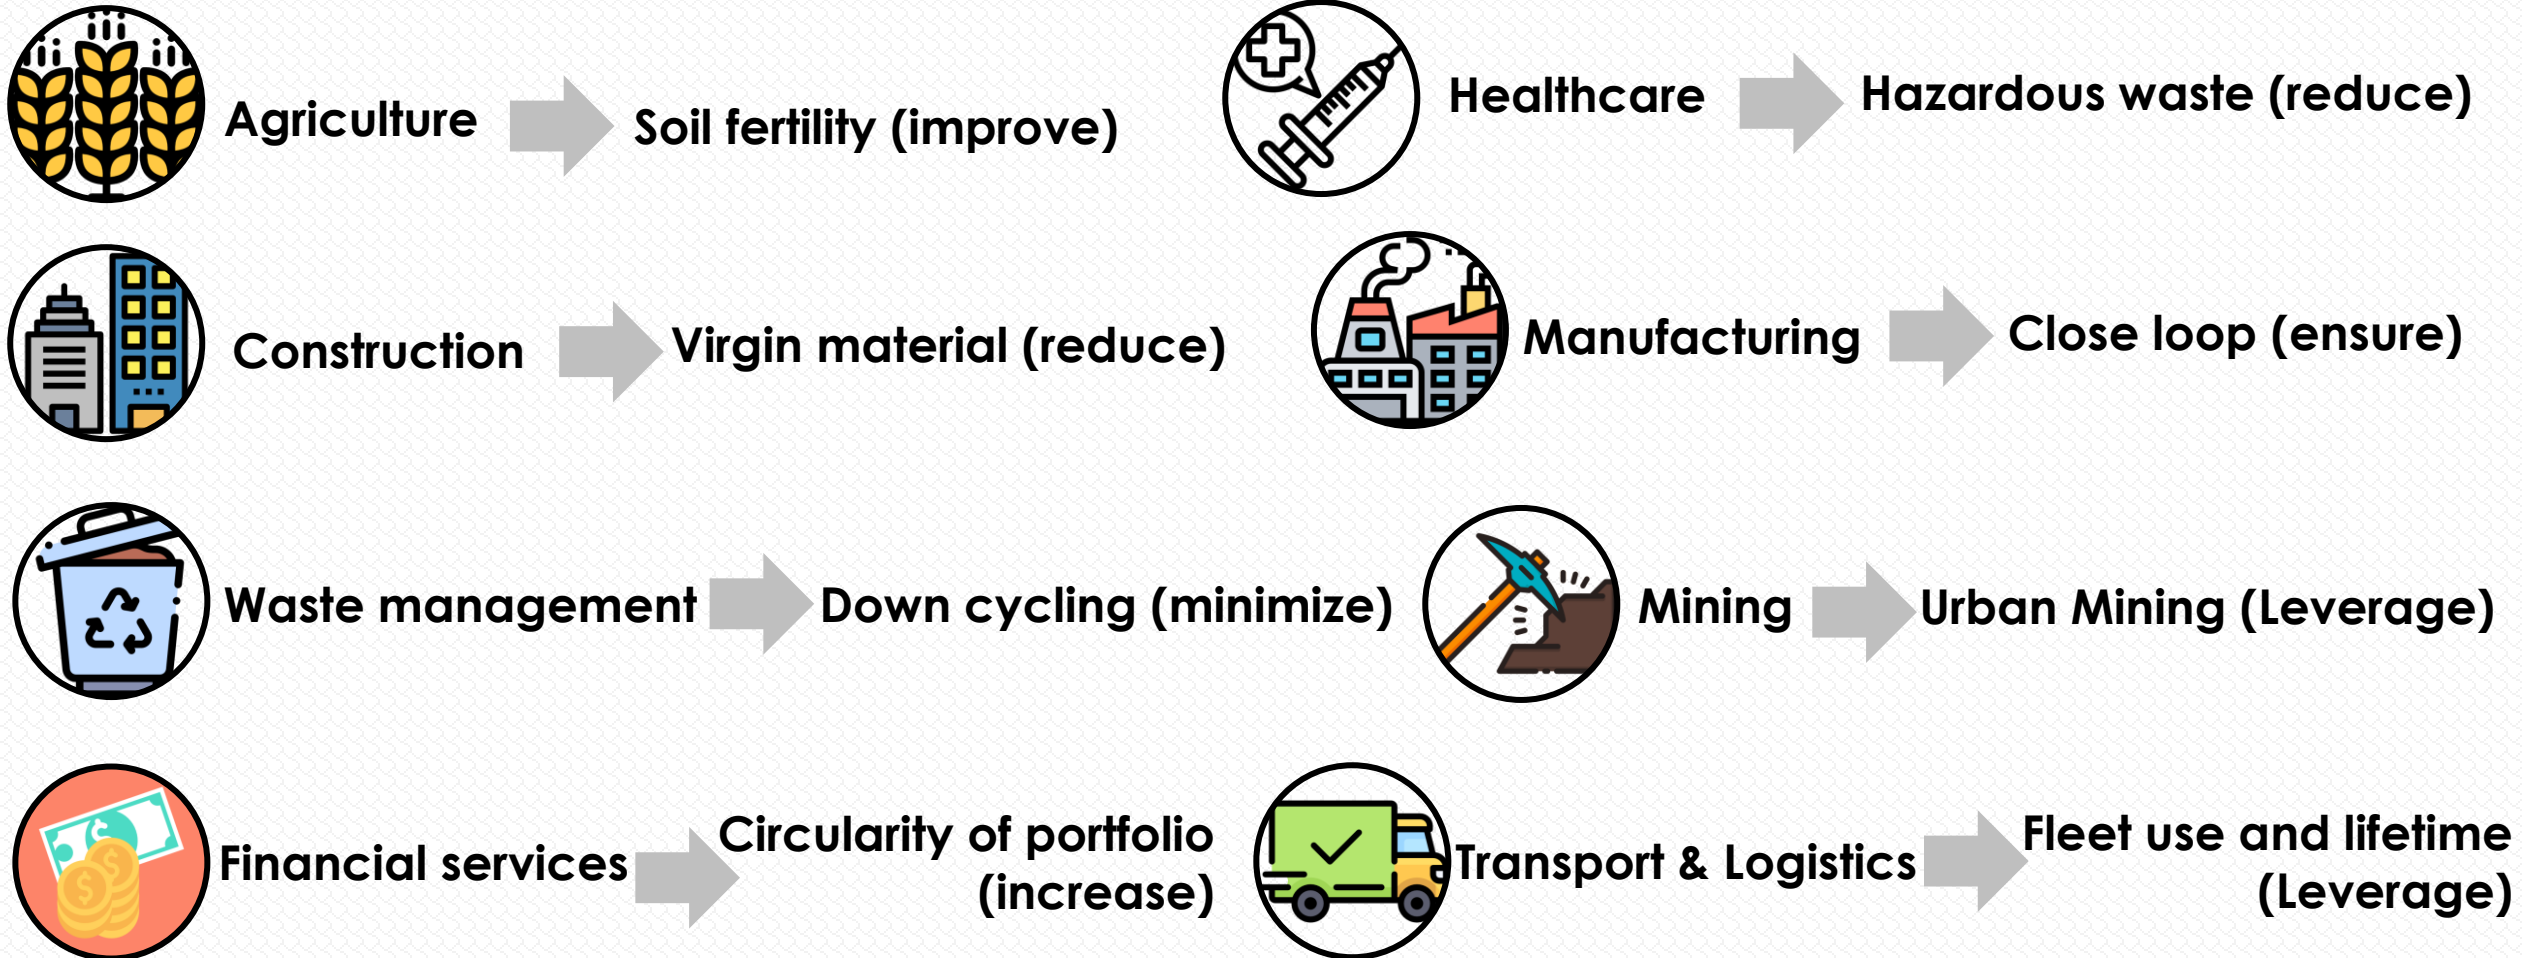 Agriculture
Soil fertility (improve)
Healthcare
Hazardous waste (reduce)
Construction
Virgin material (reduce)
Manufacturing
Close loop (ensure)
Waste management
Down cycling (minimize)
Mining
Urban Mining (Leverage)
Financial services
Circularity of portfolio
(increase)
Transport & Logistics
Fleet use and lifetime
(Leverage)